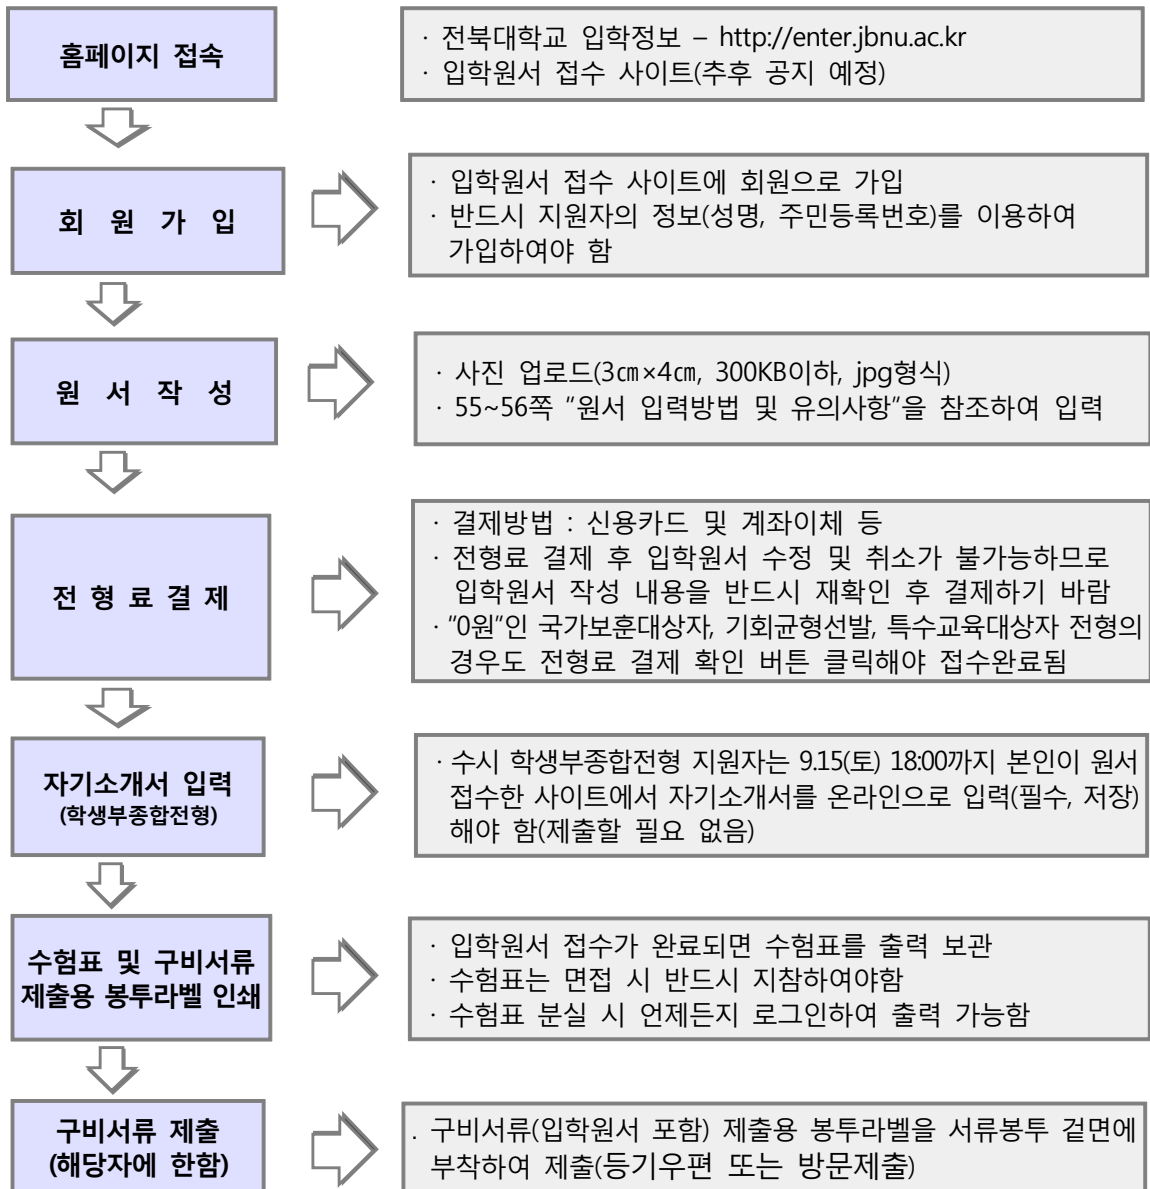 홈페이지 접속
· 전북대학교 입학정보 – http://enter.jbnu.ac.kr
· 입학원서 접수 사이트(추후 공지 예정)
회 원 가 입
· 입학원서 접수 사이트에 회원으로 가입
· 반드시 지원자의 정보(성명, 주민등록번호)를 이용하여
가입하여야 함
원 서 작 성
· 사진 업로드(3㎝×4㎝, 300KB이하, jpg형식)
· 55~56쪽 “원서 입력방법 및 유의사항”을 참조하여 입력
전 형 료 결 제
· 결제방법 : 신용카드 및 계좌이체 등
· 전형료 결제 후 입학원서 수정 및 취소가 불가능하므로
입학원서 작성 내용을 반드시 재확인 후 결제하기 바람
· “0원”인 국가보훈대상자, 기회균형선발, 특수교육대상자 전형의
경우도 전형료 결제 확인 버튼 클릭해야 접수완료됨
자기소개서 입력
(학생부종합전형)
· 수시 학생부종합전형 지원자는 9.15(토) 18:00까지 본인이 원서
접수한 사이트에서 자기소개서를 온라인으로 입력(필수, 저장)
해야 함(제출할 필요 없음)
수험표 및 구비서류
제출용 봉투라벨 인쇄
· 입학원서 접수가 완료되면 수험표를 출력 보관
· 수험표는 면접 시 반드시 지참하여야함
· 수험표 분실 시 언제든지 로그인하여 출력 가능함
구비서류 제출
(해당자에 한함)
. 구비서류(입학원서 포함) 제출용 봉투라벨을 서류봉투 겉면에
부착하여 제출(등기우편 또는 방문제출)